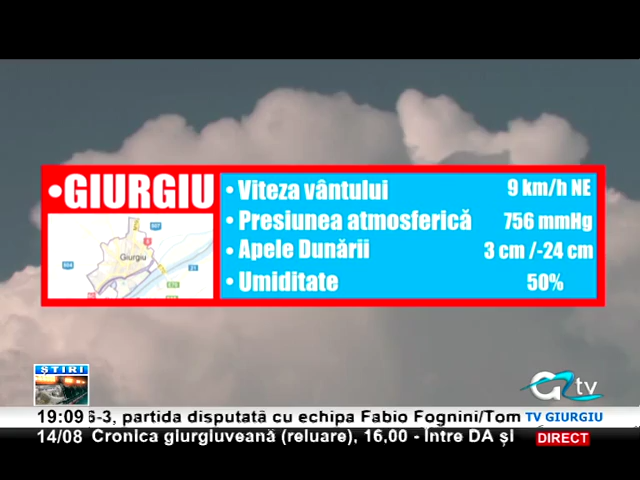 •GIURGIU
• Viteza vântului 9 km/h NE
• Presiunea atmosferică 756 mmHg
• Apele Dunării 3 cm /-24 cm
• Umiditate 50%
Giurgiu
ȘTIRI
G tv
19:09 6-3, partida disputată cu echipa Fabio Fognini/Tom TV GIURGIU
14/08 Cronica giurgiuveană (reluare), 16,00 - Între DA și DIRECT